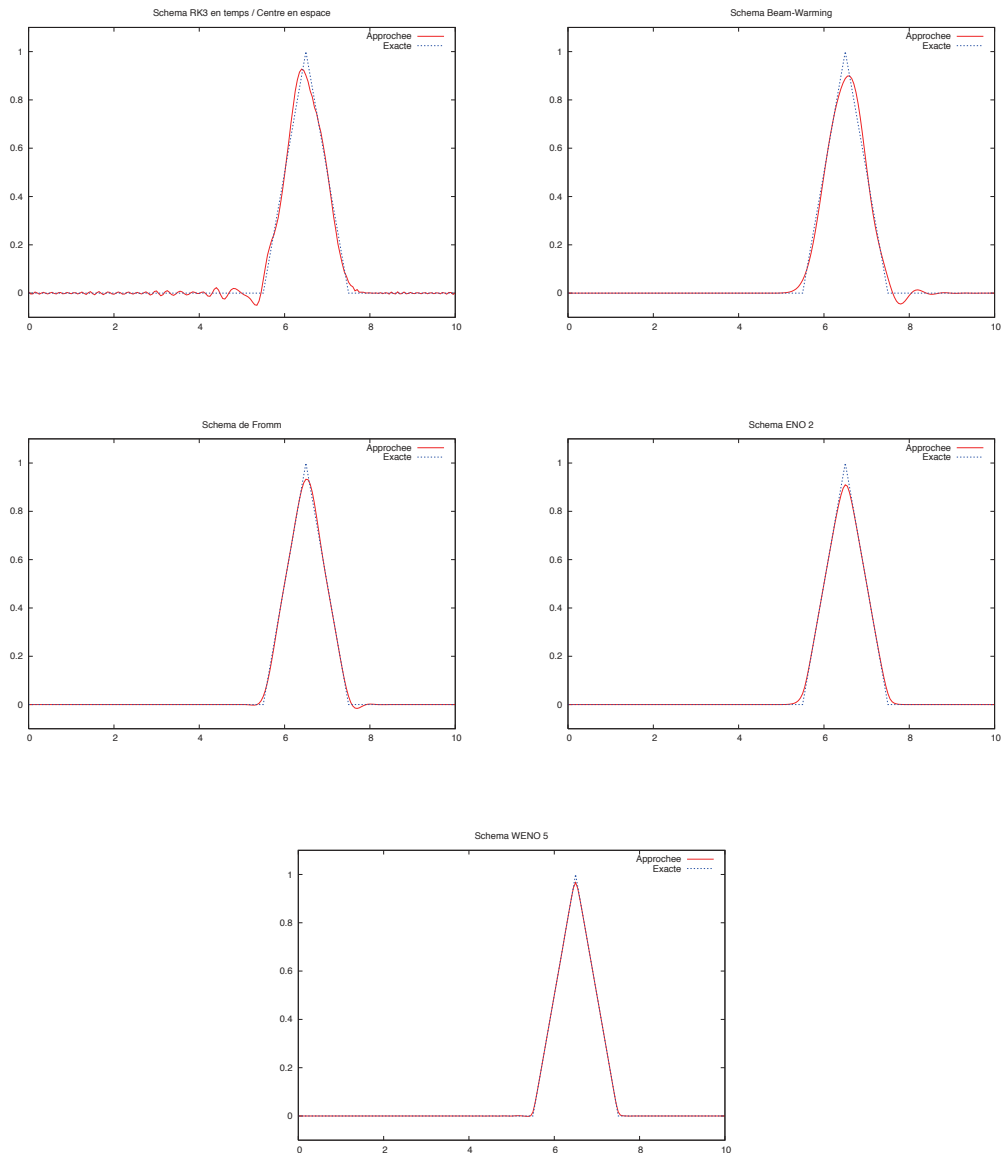 Schema RK3 en temps / Centre en espace
Approchee
Exacte
1
0.8
0.6
0.4
0.2
0
0 2 4 6 8 10
Schema Beam-Warming
Approchee
Exacte
1
0.8
0.6
0.4
0.2
0
0 2 4 6 8 10
Schema de Fromm
Approchee
Exacte
1
0.8
0.6
0.4
0.2
0
0 2 4 6 8 10
Schema ENO 2
Approchee
Exacte
1
0.8
0.6
0.4
0.2
0
0 2 4 6 8 10
Schema WENO 5
Approchee
Exacte
1
0.8
0.6
0.4
0.2
0
0 2 4 6 8 10